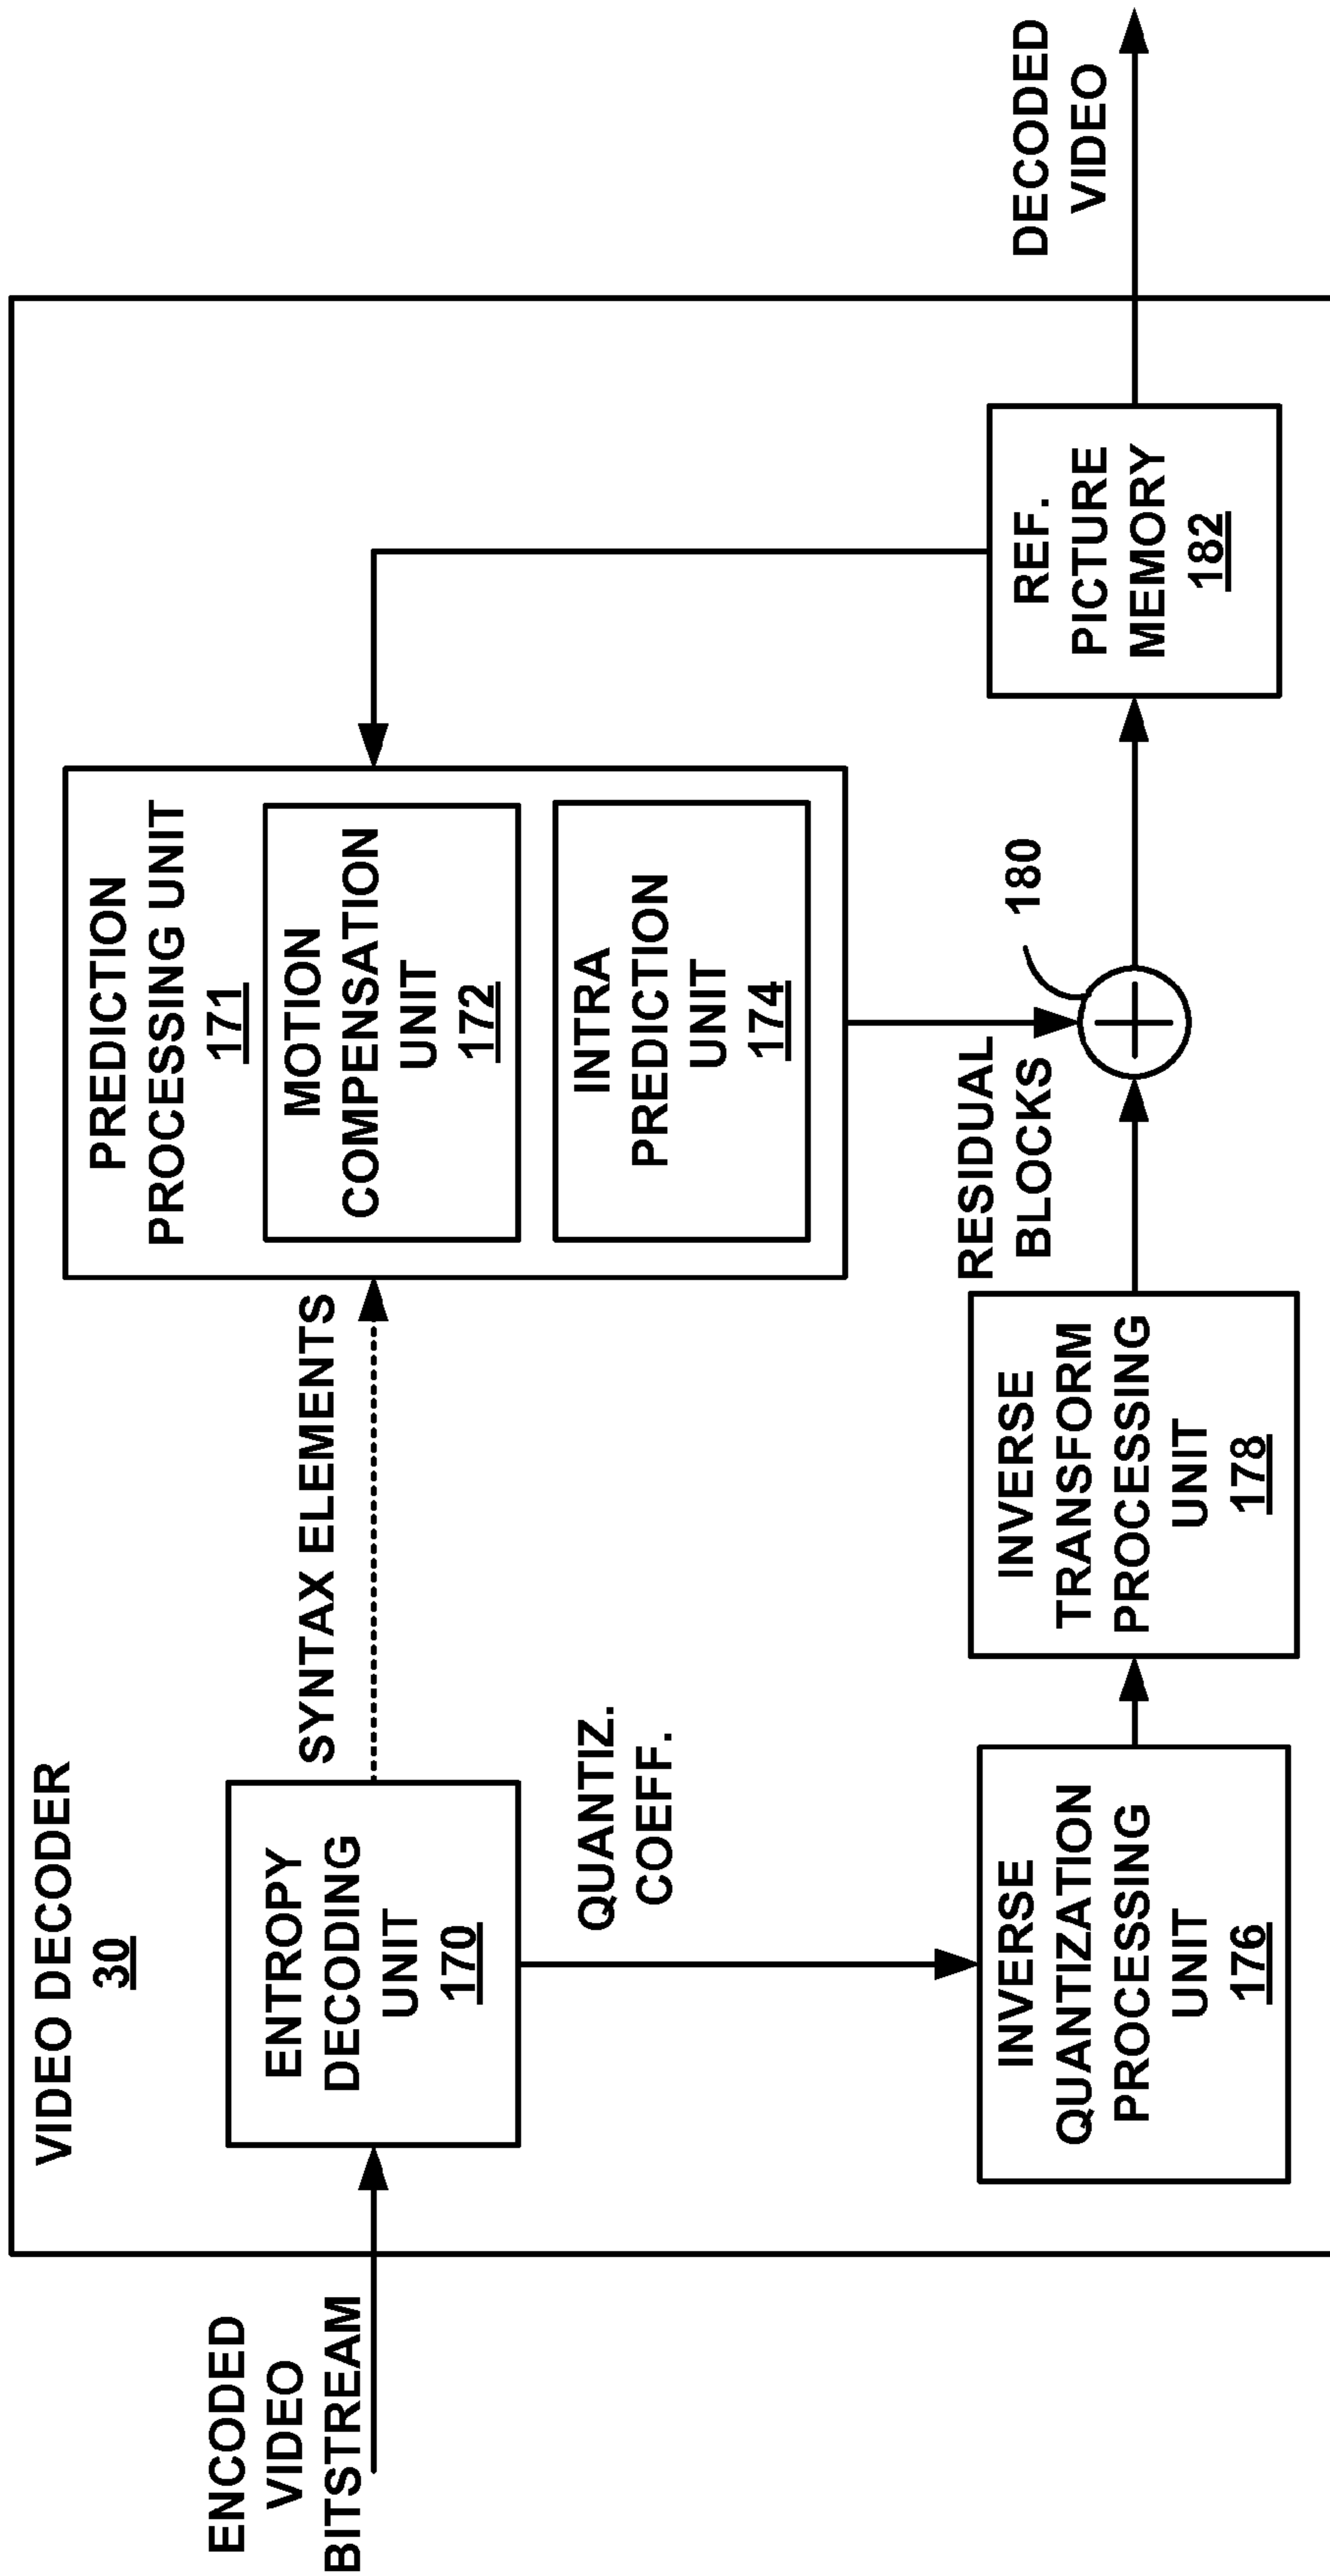 VIDEO DECODER
30
ENCODED
VIDEO
BITSTREAM
ENTROPY
DECODING
UNIT
170
SYNTAX ELEMENTS
PREDICTION
PROCESSING UNIT
171
MOTION
COMPENSATION
UNIT
172
INTRA
PREDICTION
UNIT
174
QUANTIZ.
COEFF.
INVERSE
QUANTIZATION
PROCESSING
UNIT
176
INVERSE
TRANSFORM
PROCESSING
UNIT
178
RESIDUAL
BLOCKS
180
REF.
PICTURE
MEMORY
182
DECODED
VIDEO